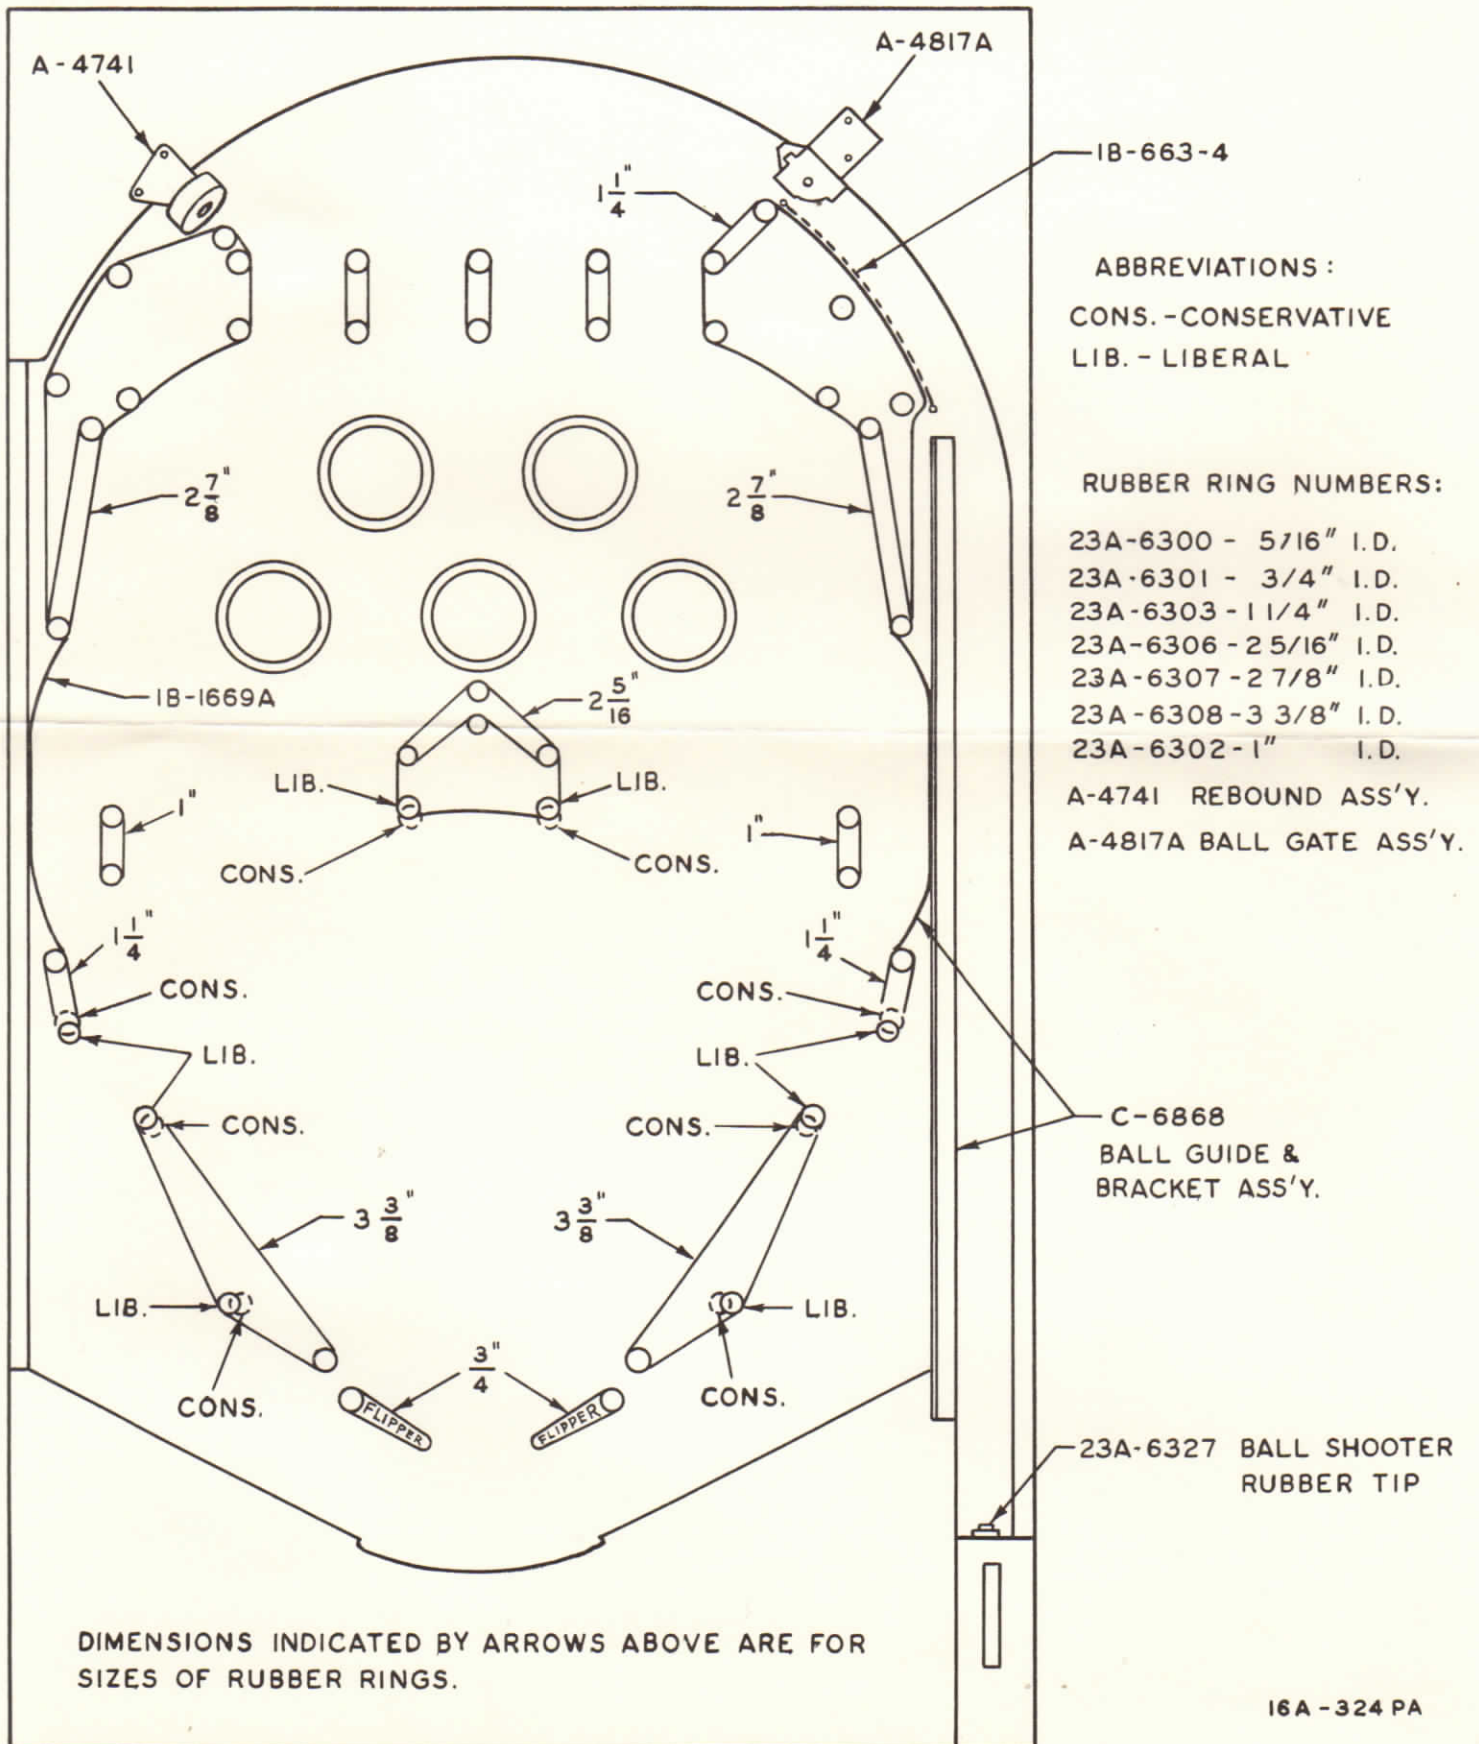 A-4741
A-4817A
1B-663-4
1 1/4"
ABBREVIATIONS:
CONS.-CONSERVATIVE
LIB.-LIBERAL
2 7/8"
2 7/8"
RUBBER RING NUMBERS:
23A-6300 - 5/16" I.D.
23A-6301 - 3/4" I.D.
23A-6303-1 1/4" I.D.
23A-6306-2 5/16" I.D.
23A-6307-2 7/8" I.D.
23A-6308-3 3/8" I.D.
23A-6302-1" I.D.
A-4741 REBOUND ASS'Y.
A-4817A BALL GATE ASS'Y.
1B-1669A
2 5/16"
LIB.
LIB.
1"
1"
CONS.
CONS.
1 1/4"
1 1/4"
CONS.
CONS.
LIB.
LIB.
CONS.
CONS.
C-6868
BALL GUIDE &
BRACKET ASS'Y.
3 3/8"
3 3/8"
LIB.
LIB.
3/4"
CONS.
CONS.
FLIPPER
FLIPPER
23A-6327 BALL SHOOTER
RUBBER TIP
DIMENSIONS INDICATED BY ARROWS ABOVE ARE FOR
SIZES OF RUBBER RINGS.
16A-324 PA